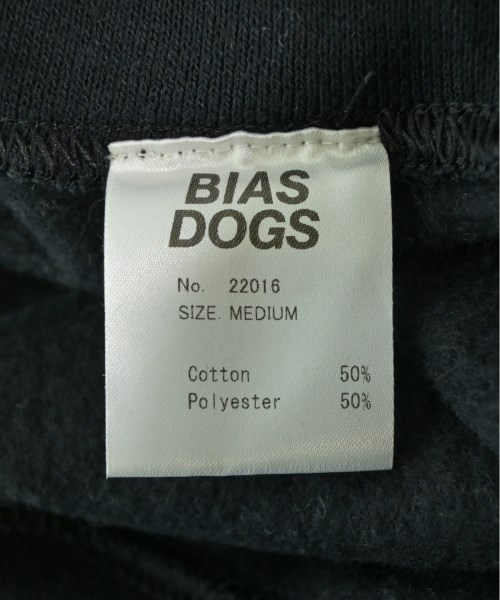 BIAS
DOGS
No. 22016
SIZE. MEDIUM
Cotton 50%
Polyester 50%